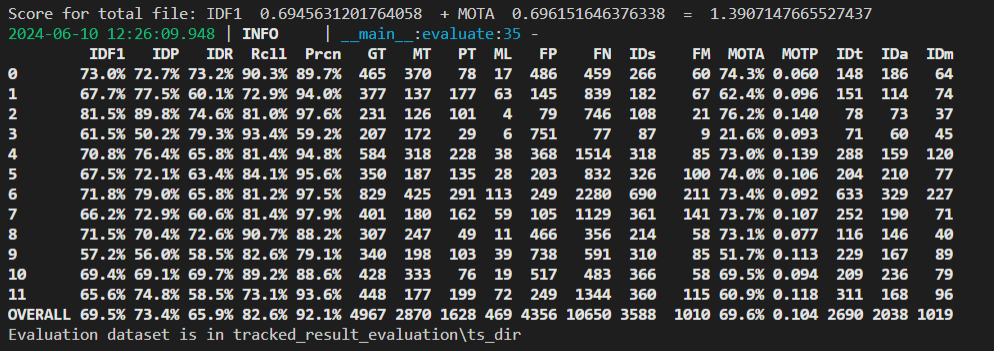 Score for total file: IDF1  0.6945631201764058  + MOTA  0.696151646376338  =  1.3907147665527437
2024-06-10 12:26:09.948 | INFO     | __main__:evaluate:35 -
IDF1 IDP IDR Rcll Prcn GT MT PT ML FP FN IDs FM MOTA MOTP IDt IDa IDm
0 73.0% 72.7% 73.2% 90.3% 89.7% 465 370 78 17 486 459 266 60 74.3% 0.060 148 186 64
1 67.7% 77.5% 60.1% 72.9% 94.0% 377 137 177 63 145 839 182 67 62.4% 0.096 151 114 74
2 81.5% 89.8% 74.6% 81.0% 97.6% 231 126 101 4 79 746 108 21 76.2% 0.140 78 73 37
3 61.5% 50.2% 79.3% 93.4% 59.2% 207 172 29 6 751 77 87 9 21.6% 0.093 71 60 45
4 70.8% 76.4% 65.8% 81.4% 94.8% 584 318 228 38 368 1514 318 85 73.0% 0.139 288 159 120
5 67.5% 72.1% 63.4% 84.1% 95.6% 350 187 135 28 203 832 326 100 74.0% 0.106 204 210 77
6 71.8% 79.0% 65.8% 81.2% 97.5% 829 425 291 113 249 2280 690 211 73.4% 0.092 633 329 227
7 66.2% 72.9% 60.6% 81.4% 97.9% 401 180 162 59 105 1129 361 141 73.7% 0.107 252 190 71
8 71.5% 70.4% 72.6% 90.7% 88.2% 307 247 49 11 466 356 214 58 73.1% 0.077 116 146 40
9 57.2% 56.0% 58.5% 82.6% 79.1% 340 198 103 39 738 591 310 85 51.7% 0.113 229 167 89
10 69.4% 69.1% 69.7% 89.2% 88.6% 428 333 76 19 517 483 366 58 69.5% 0.094 209 236 79
11 65.6% 74.8% 58.5% 73.1% 93.6% 448 177 199 72 249 1344 360 115 60.9% 0.118 311 168 96
OVERALL 69.5% 73.4% 65.9% 82.6% 92.1% 4967 2870 1628 469 4356 10650 3588 1010 69.6% 0.104 2690 2038 1019
Evaluation dataset is in tracked_result_evaluation\ts_dir